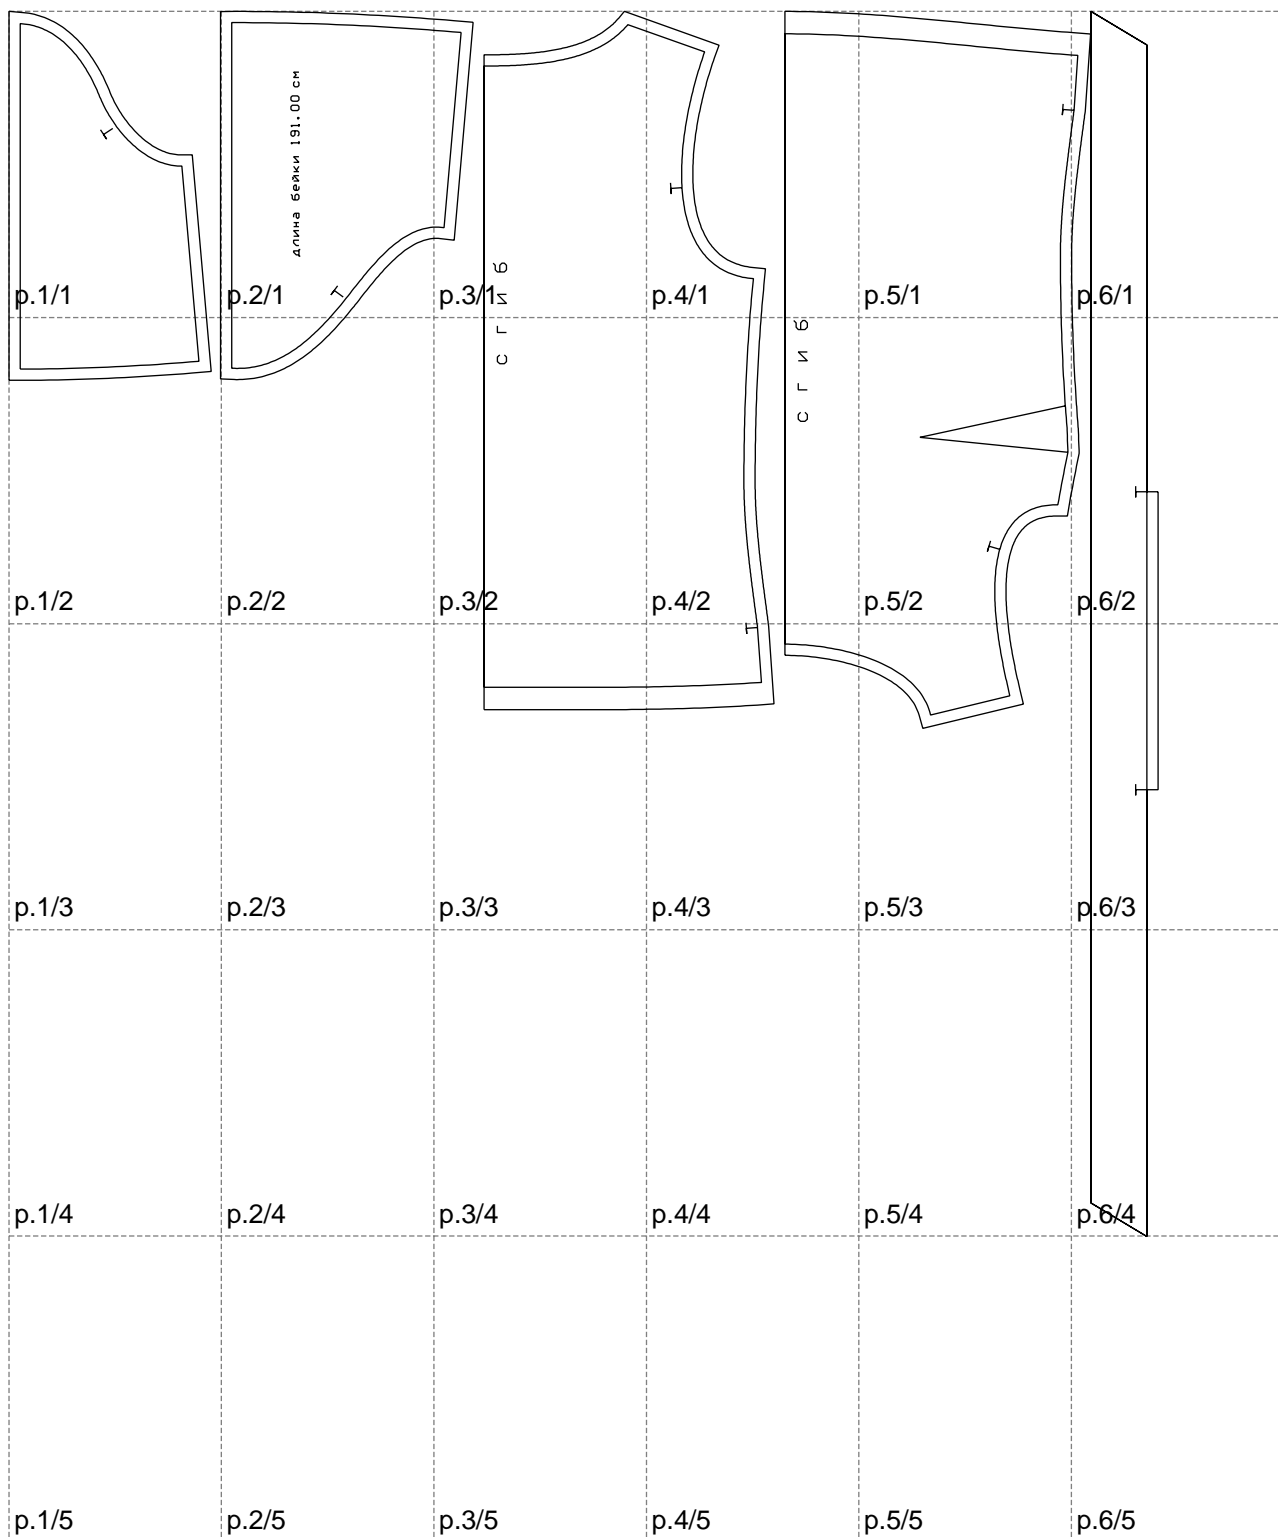 длина бейки 191.00 см
сгиб
сгиб
p.1/1 p.2/1 p.3/1 p.4/1 p.5/1 p.6/1
p.1/2 p.2/2 p.3/2 p.4/2 p.5/2 p.6/2
p.1/3 p.2/3 p.3/3 p.4/3 p.5/3 p.6/3
p.1/4 p.2/4 p.3/4 p.4/4 p.5/4 p.6/4
p.1/5 p.2/5 p.3/5 p.4/5 p.5/5 p.6/5